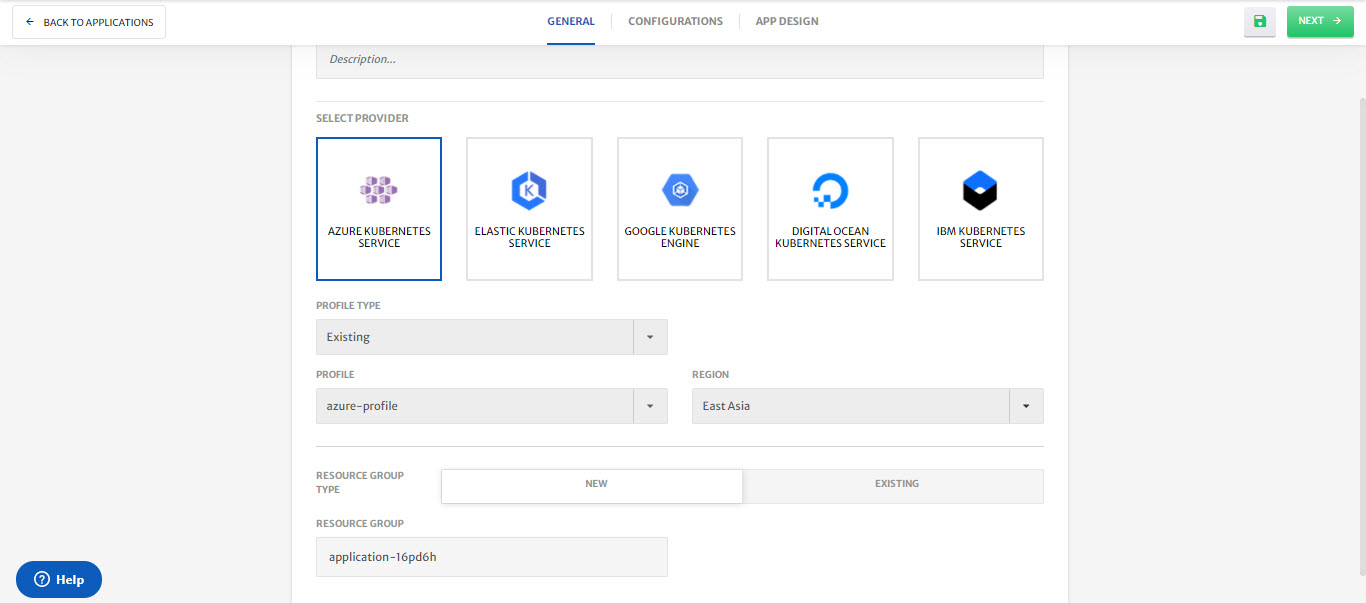 BACK TO APPLICATIONS
GENERAL
CONFIGURATIONS
APP DESIGN
NEXT
Description...
SELECT PROVIDER
AZURE KUBERNETES
SERVICE
ELASTIC KUBERNETES
SERVICE
GOOGLE KUBERNETES
ENGINE
DIGITAL OCEAN
KUBERNETES SERVICE
IBM KUBERNETES
SERVICE
PROFILE TYPE
Existing
PROFILE
REGION
azure-profile
East Asia
RESOURCE GROUP
TYPE
NEW
EXISTING
RESOURCE GROUP
application-16pd6h
Help